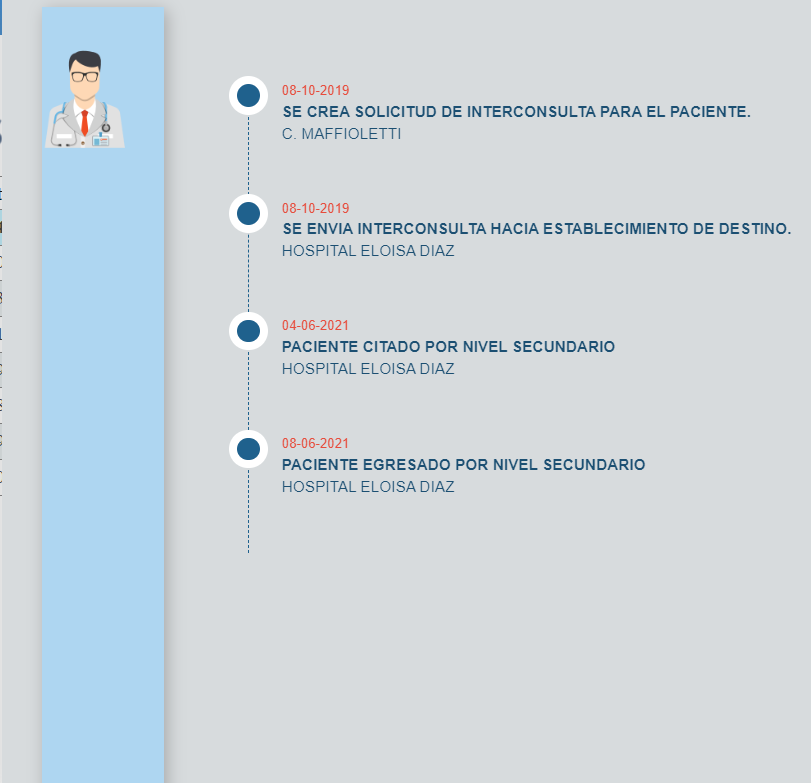 08-10-2019
SE CREA SOLICITUD DE INTERCONSULTA PARA EL PACIENTE.
C. MAFFIOLETTI
08-10-2019
SE ENVIA INTERCONSULTA HACIA ESTABLECIMIENTO DE DESTINO.
HOSPITAL ELOISA DIAZ
04-06-2021
PACIENTE CITADO POR NIVEL SECUNDARIO
HOSPITAL ELOISA DIAZ
08-06-2021
PACIENTE EGRESADO POR NIVEL SECUNDARIO
HOSPITAL ELOISA DIAZ